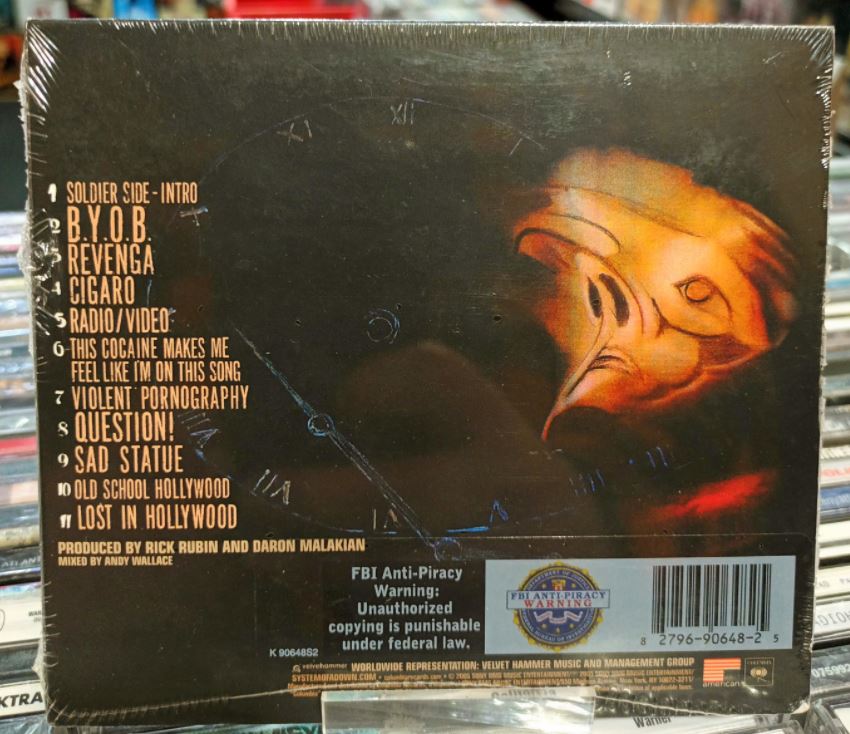 XII
XI
1 SOLDIER SIDE - INTRO
2 B.Y.O.B.
3 REVENGA
4 CIGARO
5 RADIO/VIDEO
6 THIS COCAINE MAKES ME
FEEL LIKE I'M ON THIS SONG
7 VIOLENT PORNOGRAPHY
8 QUESTION!
9 SAD STATUE
10 OLD SCHOOL HOLLYWOOD
11 LOST IN HOLLYWOOD
PRODUCED BY RICK RUBIN AND DARON MALAKIAN
MIXED BY ANDY WALLACE
FBI Anti-Piracy
Warning:
Unauthorized
copying is punishable
under federal law.
FBI ANTI-PIRACY
WARNING
8 2796-90648-2 5
K 90648S2
velvethammer WORLDWIDE REPRESENTATION: VELVET HAMMER MUSIC AND MANAGEMENT GROUP
SYSTEMOFADOWN.COM
american